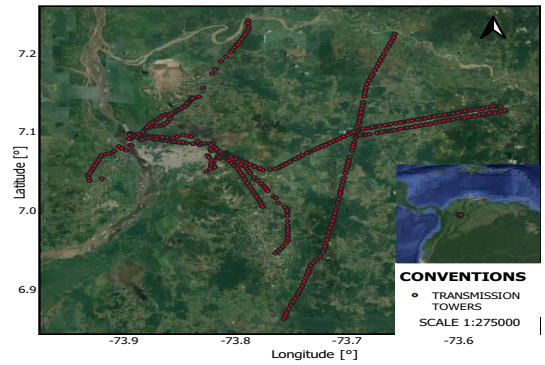 7.2
7.1
7.0
6.9
Latitude [°]
CONVENTIONS
TRANSMISSION
TOWERS
SCALE 1:275000
-73.9
-73.8
-73.7
-73.6
Longitude [°]